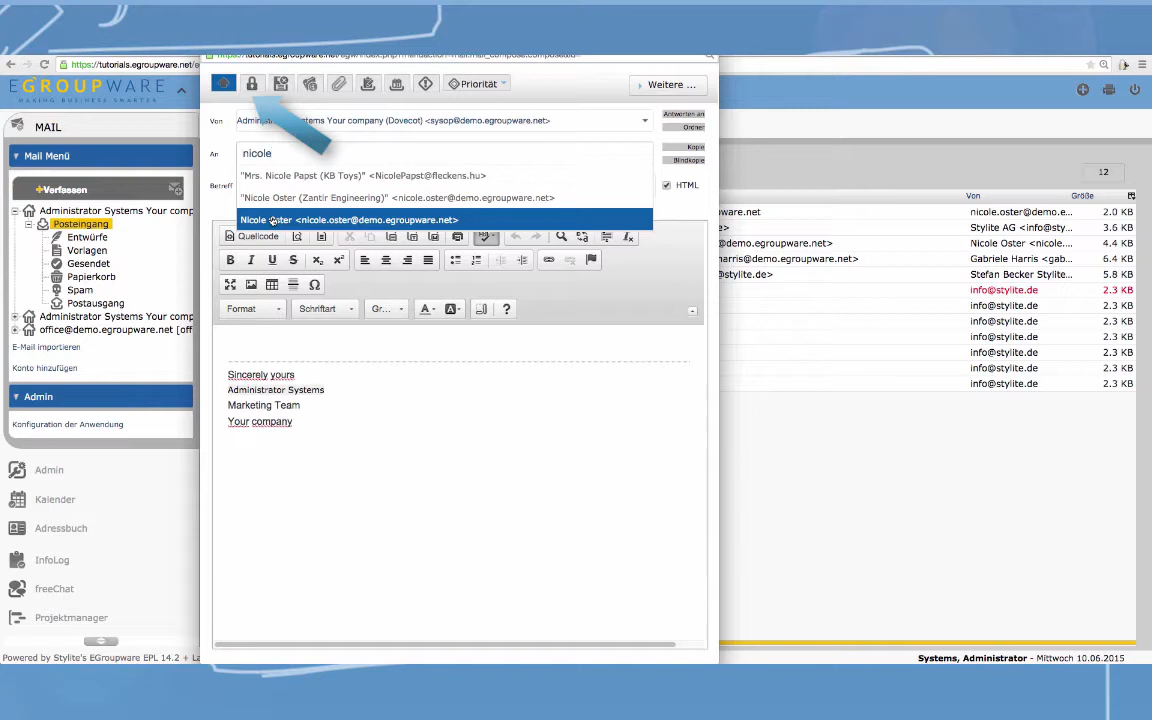 https://tutorials.egroupware.net/e
EGROUPWARE
MAKING BUSINESS SMARTER
MAIL
Mail Menü
Verfassen
Administrator Systems Your comp
Posteingang
Entwürfe
Vorlagen
Gesendet
Papierkorb
Spam
Postausgang
Administrator Systems Your comp
office@demo.egroupware.net [off
E-Mail importieren
Konto hinzufügen
Admin
Konfiguration der Anwendung
Admin
Kalender
Adressbuch
InfoLog
freeChat
Projektmanager
Powered by Stylite's EGroupware EPL 14.2 + La
Priorität
Weitere ...
Von
<sysop@demo.egroupware.net>
Your company (Dovecot)
Antworten an
Ordner
An
nicole
Kopie
Blindkopie
"Mrs. Nicole Papst (KB Toys)" <NicolePapst@fleckens.hu>
Betreff
HTML
"Nicole Oster (Zantir Engineering)" <nicole.oster@demo.egroupware.net>
Nicole Oster <nicole.oster@demo.egroupware.net>
Quellcode
Format
Schriftart
Gr...
Sincerely yours
Administrator Systems
Marketing Team
Your company
12
Von
Größe
ware.net>
nicole.oster@demo.e...
2.0 KB
>
Stylite AG <info@sty...
3.6 KB
@demo.egroupware.net>
Nicole Oster <nicole....
4.4 KB
harris@demo.egroupware.net>
Gabriele Harris <gab...
6.4 KB
@stylite.de>
Stefan Becker Stylite...
5.8 KB
info@stylite.de
2.3 KB
info@stylite.de
2.3 KB
info@stylite.de
2.3 KB
info@stylite.de
2.3 KB
info@stylite.de
2.3 KB
info@stylite.de
2.3 KB
info@stylite.de
2.3 KB
Systems, Administrator - Mittwoch 10.06.2015